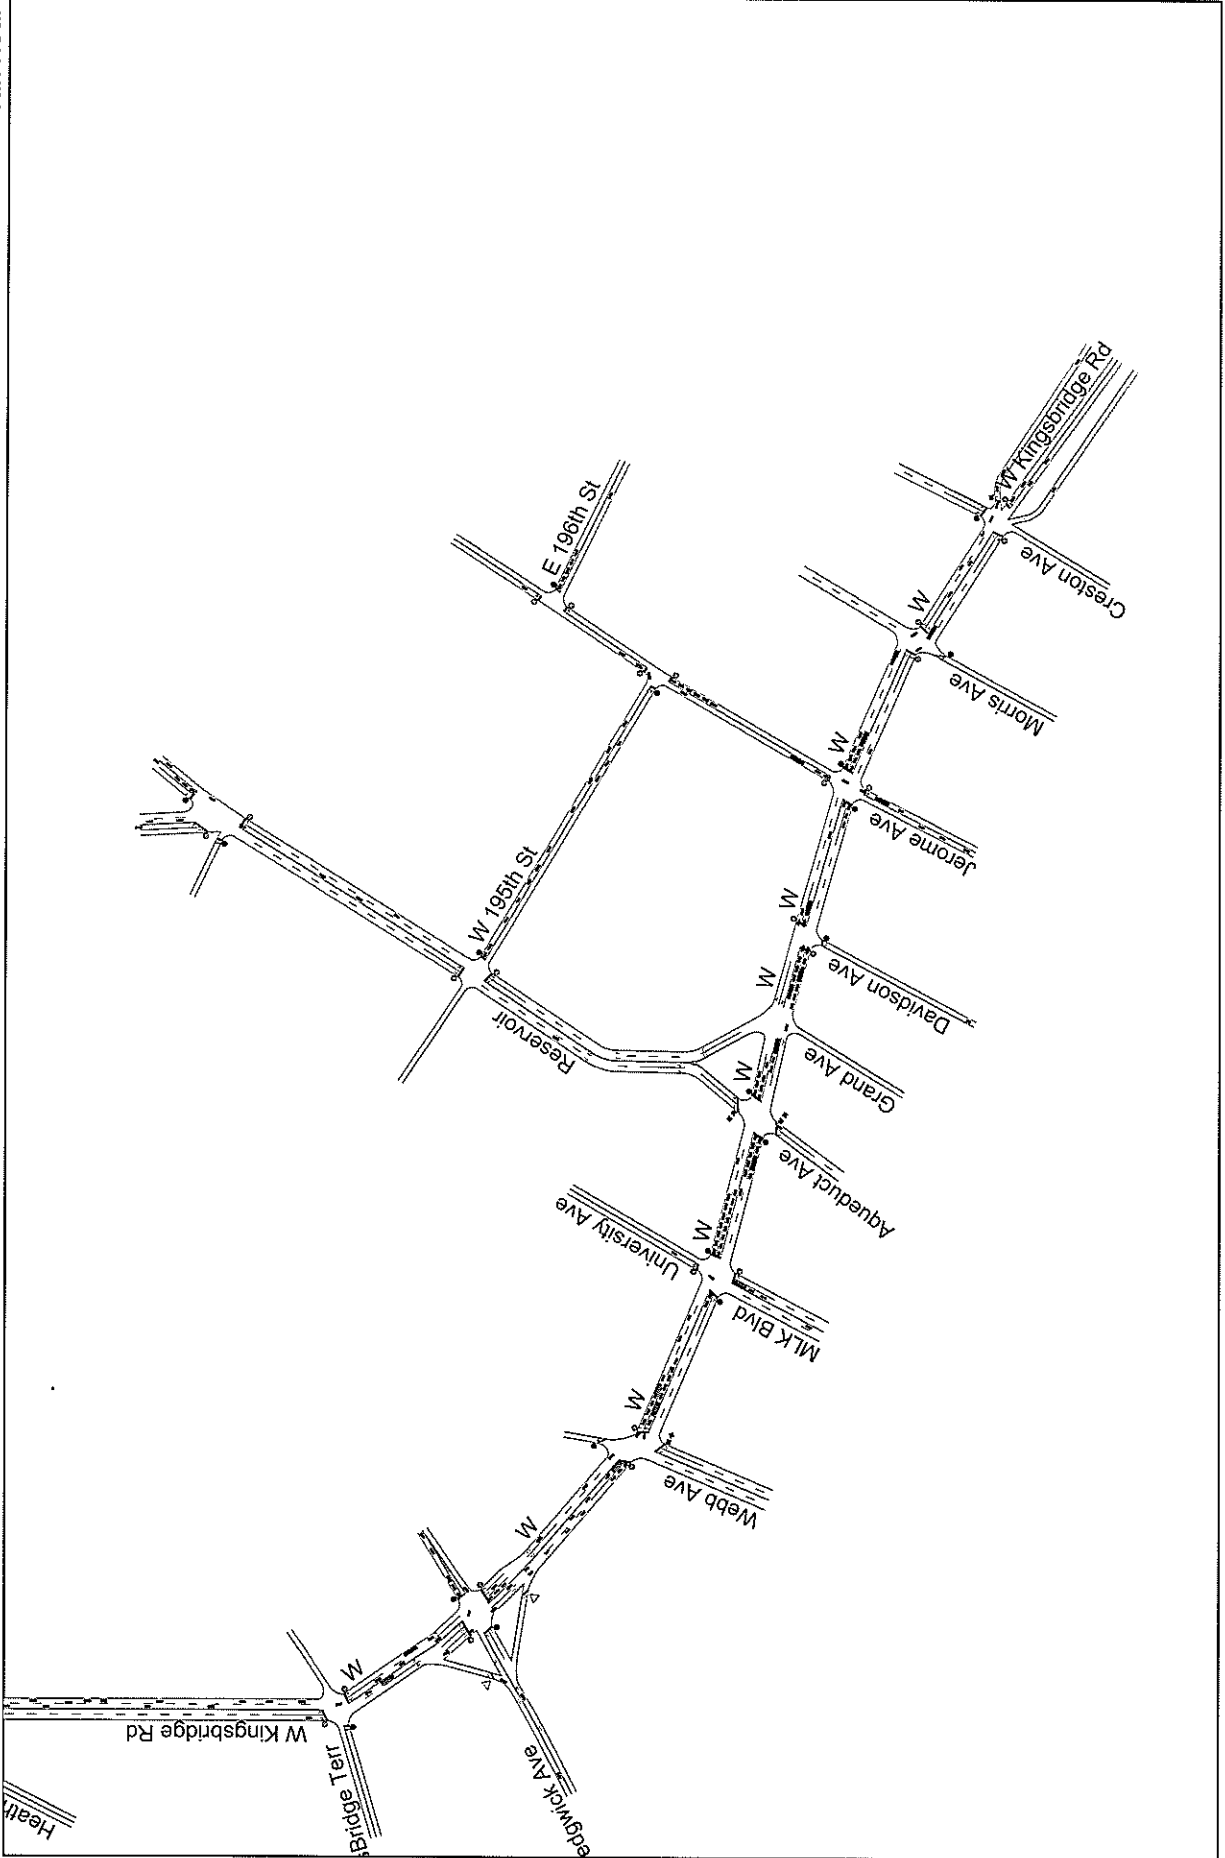 W Kingsbridge Rd
E 196th St
Creston Ave
W
Morris Ave
W
Jerome Ave
W 195th St
W
Davidson Ave
W
Reservoir
Grand Ave
W
Aqueduct Ave
University Ave
W
MLK Blvd
W
Webb Ave
W
W
W Kingsbridge Rd
Bridge Terr
edgwick Ave
Heath